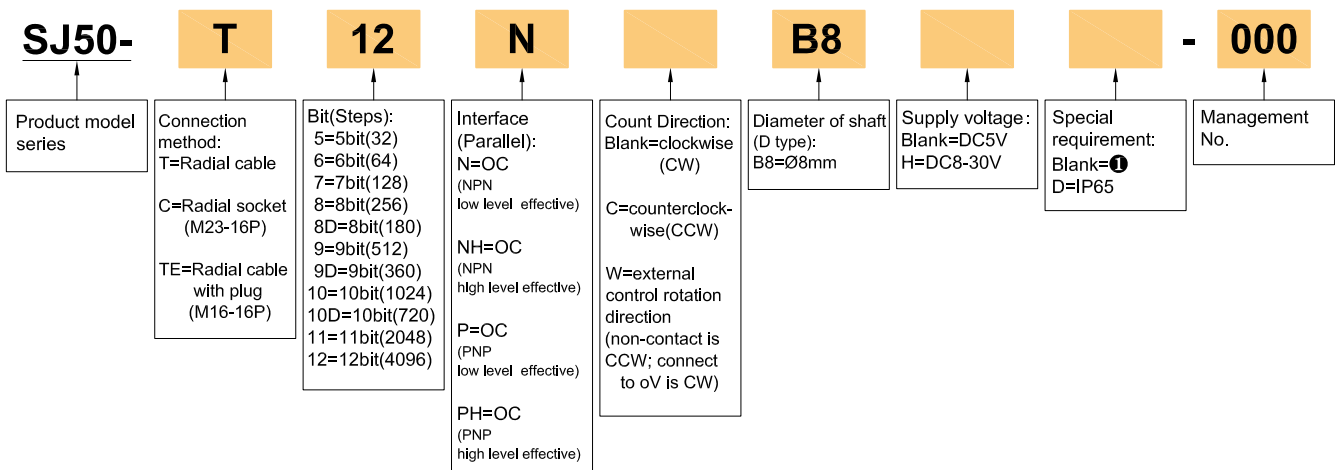 SJ50- T 12 N B8 - 000
Product model
series
Connection
method:
T=Radial cable
C=Radial socket
(M23-16P)
TE=Radial cable
with plug
(M16-16P)
Bit(Steps):
5=5bit(32)
6=6bit(64)
7=7bit(128)
8=8bit(256)
8D=8bit(180)
9=9bit(512)
9D=9bit(360)
10=10bit(1024)
10D=10bit(720)
11=11bit(2048)
12=12bit(4096)
Interface
(Parallel):
N=OC
(NPN
low level effective)
NH=OC
(NPN
high level effective)
P=OC
(PNP
low level effective)
PH=OC
(PNP
high level effective)
Count Direction:
Blank=clockwise
(CW)
C=counterclock-
wise(CCW)
W=external
control rotation
direction
(non-contact is
CCW; connect
to oV is CW)
Diameter of shaft
(D type):
B8=Ø8mm
Supply voltage:
Blank=DC5V
H=DC8-30V
Special
requirement:
Blank=❶
D=IP65
Management
No.